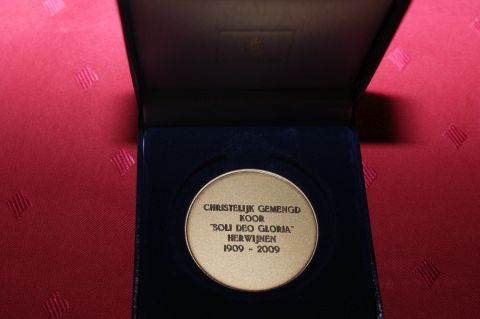 CHRISTELIJK GEMENGD
KOOR
"SOLI DEO GLORIA"
HERWIJNEN
1909 - 2009